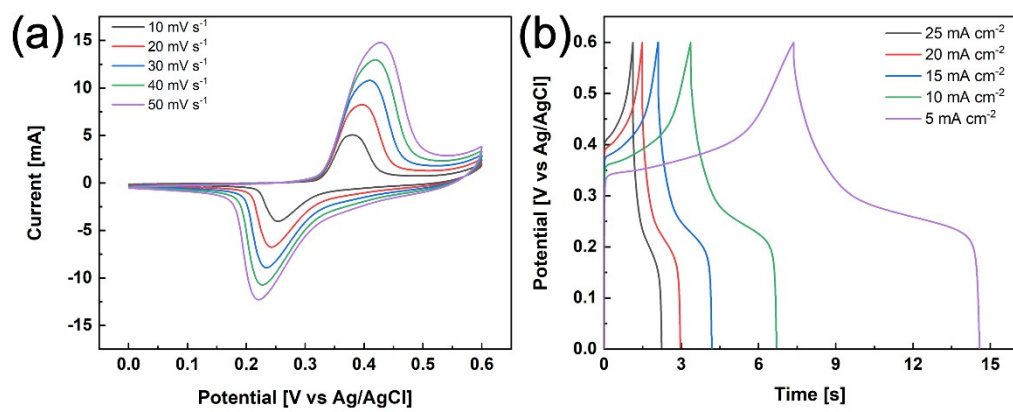 (a)
10 mV s⁻¹
20 mV s⁻¹
30 mV s⁻¹
40 mV s⁻¹
50 mV s⁻¹
15
10
5
0
-5
-10
-15
Current [mA]
0.0 0.1 0.2 0.3 0.4 0.5 0.6
Potential [V vs Ag/AgCl]
(b)
25 mA cm⁻²
20 mA cm⁻²
15 mA cm⁻²
10 mA cm⁻²
5 mA cm⁻²
0.6
0.5
0.4
0.3
0.2
0.1
0.0
Potential [V vs Ag/AgCl]
0 3 6 9 12 15
Time [s]